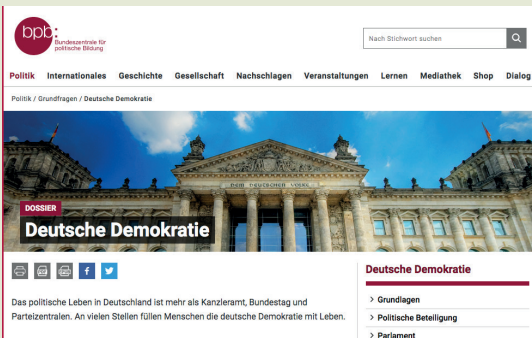 bpb:
Bundeszentrale für
politische Bildung
Nach Stichwort suchen
Politik Internationales Geschichte Gesellschaft Nachschlagen Veranstaltungen Lernen Mediathek Shop Dialog
Politik / Grundfragen / Deutsche Demokratie
DEM DEUTSCHEN VOLKE
DOSSIER
Deutsche Demokratie
Das politische Leben in Deutschland ist mehr als Kanzleramt, Bundestag und
Parteizentralen. An vielen Stellen füllen Menschen die deutsche Demokratie mit Leben.
Deutsche Demokratie
> Grundlagen
> Politische Beteiligung
> Parlament